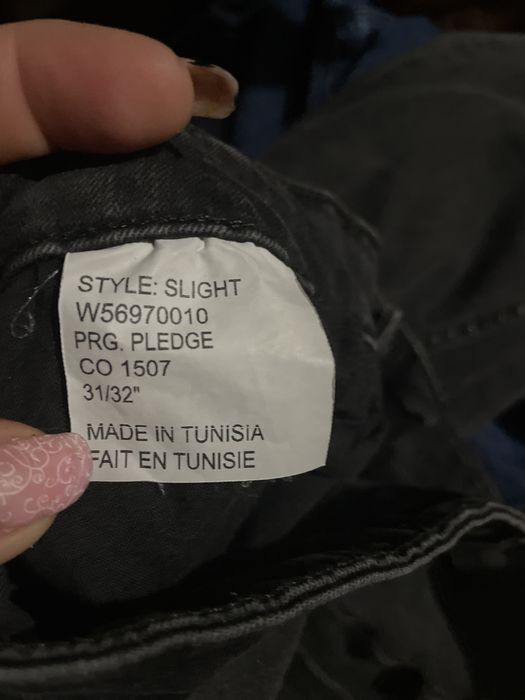 STYLE: SLIGHT
W56970010
PRG. PLEDGE
CO 1507
31/32"
MADE IN TUNISIA
FAIT EN TUNISIE